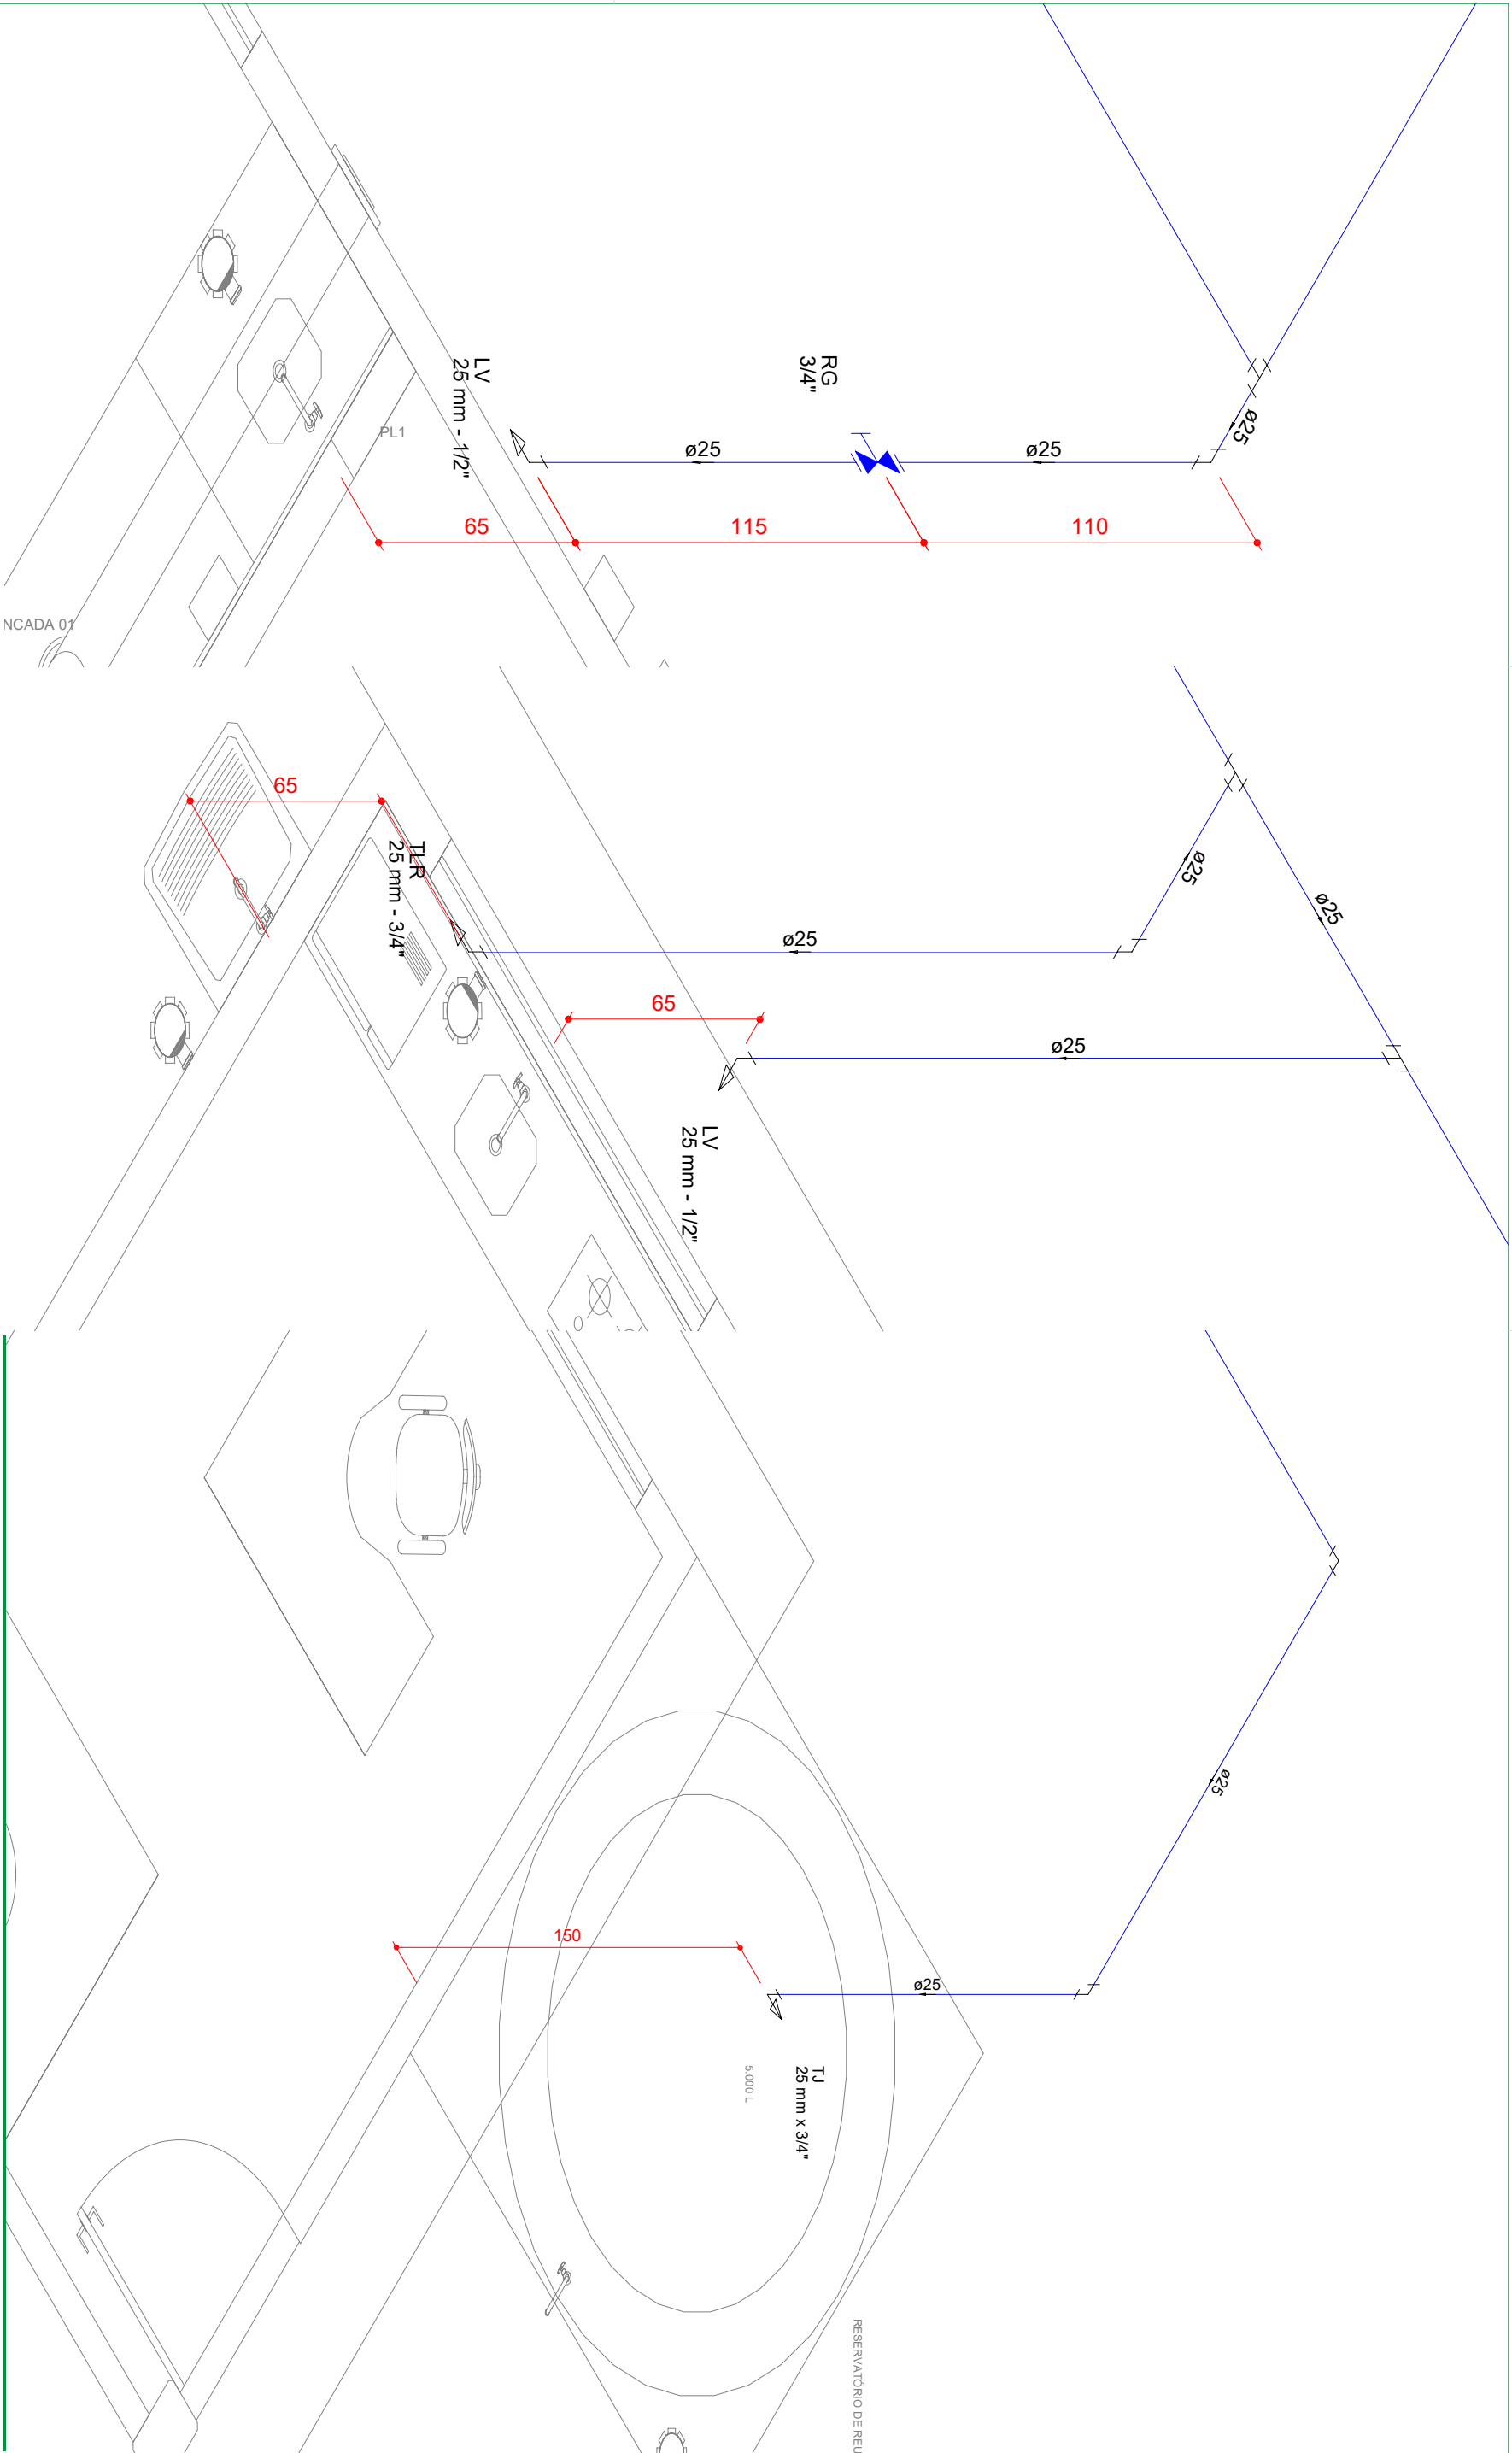 ø25
RG
3/4"
LV
25 mm - 1/2"
ø25
ø25
PL1
65
115
110
NCADA 01
65
TLR
25 mm - 3/4"
ø25
ø25
ø25
65
ø25
LV
25 mm - 1/2"
ø25
150
ø25
TJ
25 mm x 3/4"
5.000 L
RESERVATÓRIO DE REU